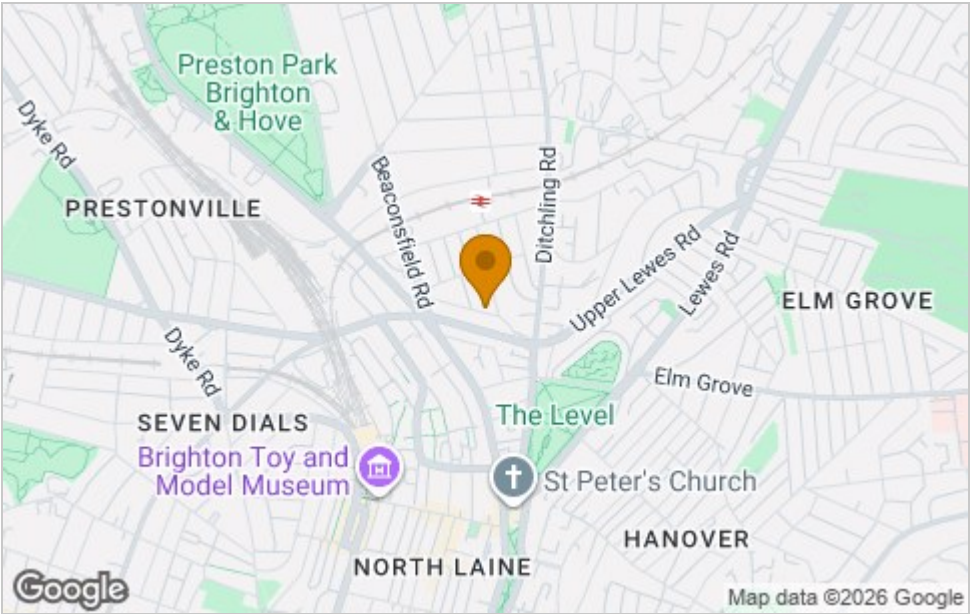 Preston Park
Brighton
& Hove
Dyke Rd
Beaconsfield Rd
Ditchling Rd
PRESTONVILLE
Upper Lewes Rd
Lewes Rd
ELM GROVE
Dyke Rd
Elm Grove
SEVEN DIALS
The Level
Brighton Toy and
Model Museum
St Peter's Church
HANOVER
NORTH LAINE
Google
Map data ©2026 Google